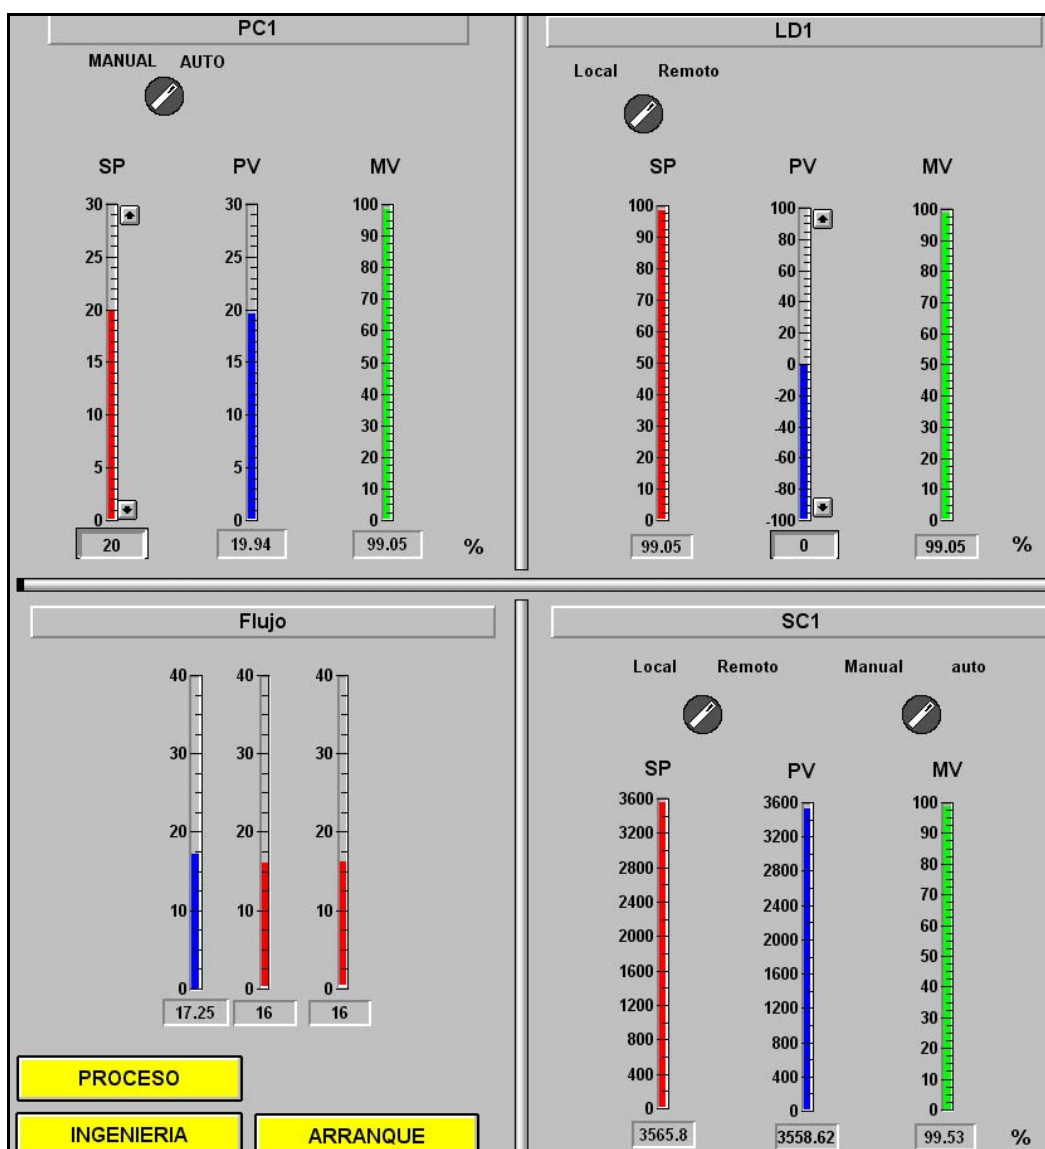 PC1
MANUAL AUTO
SP PV MV
30 30 100
90
25 25
80
70
20 20
60
15 15 50
40
10 10
30
5 5 20
10
0 0 0
20 19.94 99.05 %
LD1
Local Remoto
SP PV MV
100 100 100
90 80 90
80 60 80
70 40 70
60 20 60
50 0 50
40 -20 40
30 -40 30
20 -60 20
10 -80 10
0 -100 0
99.05 0 99.05 %
Flujo
40 40 40
30 30 30
20 20 20
10 10 10
0 0 0
17.25 16 16
PROCESO
INGENIERIA ARRANQUE
SC1
Local Remoto Manual auto
SP PV MV
3600 3600 100
3200 3200 90
2800 2800 80
2400 2400 70
60
2000 2000 50
1600 1600 40
1200 1200 30
800 800 20
400 400 10
0 0 0
3565.8 3558.62 99.53 %